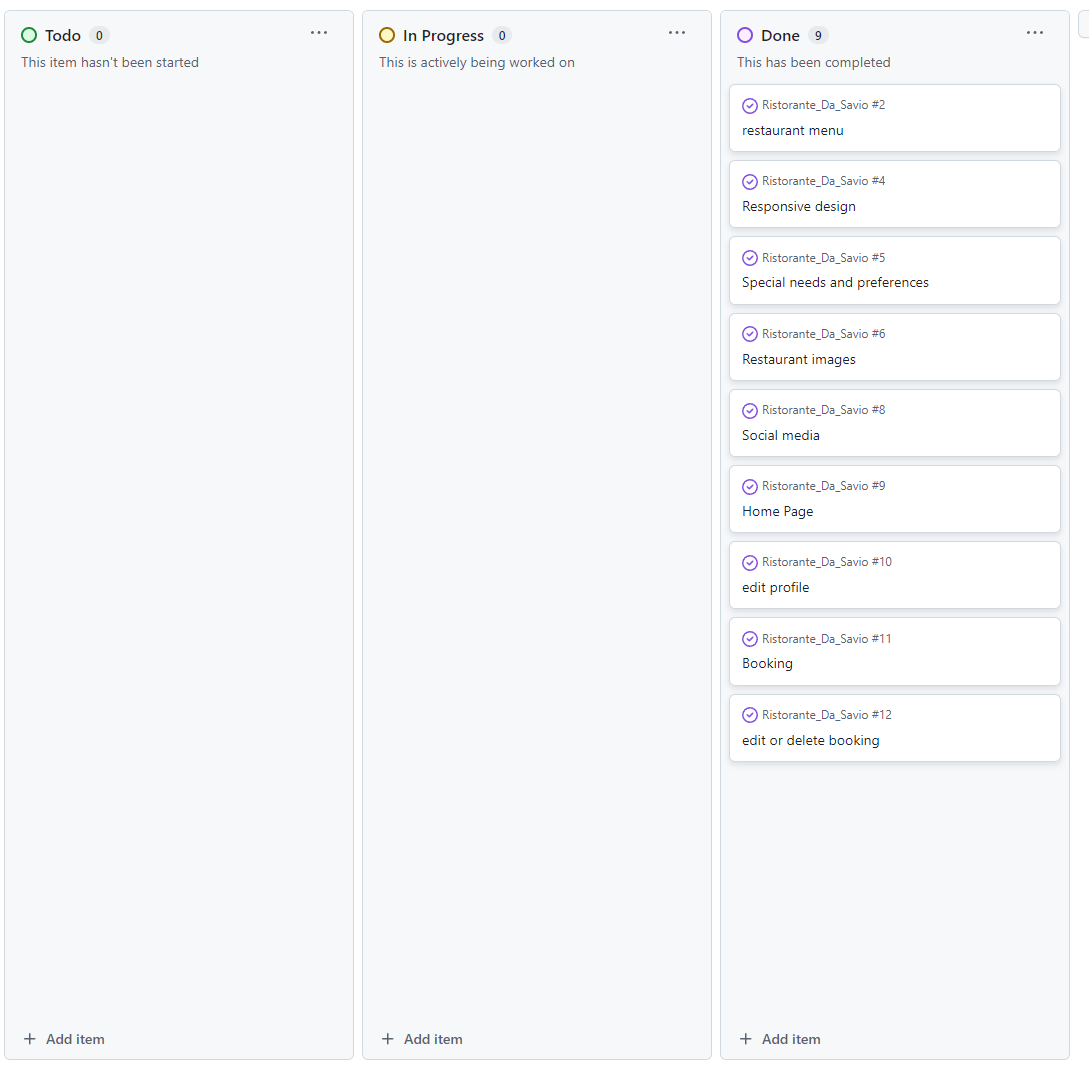 Todo 0
This item hasn't been started
Add item
In Progress 0
This is actively being worked on
Add item
Done 9
This has been completed
Ristorante_Da_Savio #2
restaurant menu
Ristorante_Da_Savio #4
Responsive design
Ristorante_Da_Savio #5
Special needs and preferences
Ristorante_Da_Savio #6
Restaurant images
Ristorante_Da_Savio #8
Social media
Ristorante_Da_Savio #9
Home Page
Ristorante_Da_Savio #10
edit profile
Ristorante_Da_Savio #11
Booking
Ristorante_Da_Savio #12
edit or delete booking
Add item